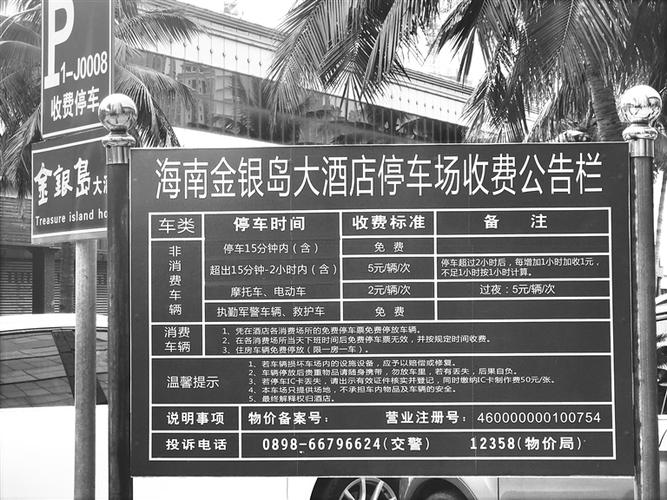 P
1-J0008
收费停车
金银岛大酒
Treasure island ho
海南金银岛大酒店停车场收费公告栏
车类 停车时间 收费标准 备 注
非消费车辆
停车15分钟内（含） 免 费
超出15分钟-2小时内（含） 5元/辆/次 停车超过2小时后，每增加1小时加收1元，
不足1小时按1小时计算。
摩托车、电动车 2元/辆/次 过夜：5元/辆/次
执勤军警车辆、救护车 免 费
消费车辆
1、凭在酒店各消费场所的免费停车票免费停放车辆。
2、在各消费场所当天下班时间后免费停车票无效，并按规定时间收费。
3、住房车辆免费停放（限一房一车）。
温馨提示
1、若车辆损坏车场内的设施设备，应予以赔偿或修复。
2、车辆停放后贵重物品请随身携带，勿放车里，若有丢失，后果自负。
3、若停车IC卡丢失，请出示有效证件核实并登记，同时缴纳IC卡制作费50元/张。
4、本车场只提供场地，不承担车内物品及车辆的安全。
5、最终解释权归酒店。
说明事项 物价备案号： 营业注册号：460000000100754
投诉电话 0898-66796624(交警) 12358(物价局)